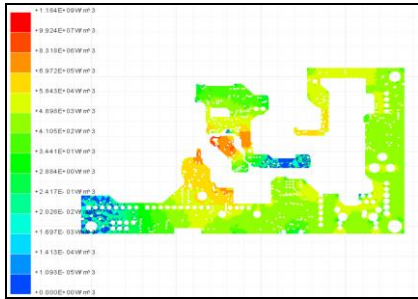 +1.184E+09W/m^3
+9.924E+07W/m^3
+8.318E+06W/m^3
+6.972E+05W/m^3
+5.843E+04W/m^3
+4.898E+03W/m^3
+4.105E+02W/m^3
+3.441E+01W/m^3
+2.884E+00W/m^3
+2.417E-01W/m^3
+2.026E-02W/m^3
+1.697E-03W/m^3
+1.413E-04W/m^3
+1.093E-05W/m^3
+0.000E+00W/m^3